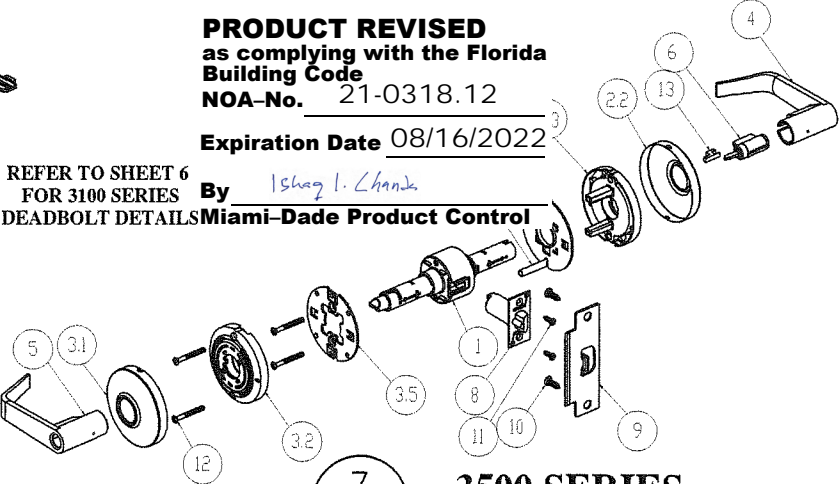 PRODUCT REVISED
as complying with the Florida
Building Code
NOA–No. 21-0318.12
Expiration Date 08/16/2022
By Ishaq I. Chanda
Miami–Dade Product Control
REFER TO SHEET 6
FOR 3100 SERIES
DEADBOLT DETAILS
4
6
13
2.2
3
1
8
11
10
9
3.5
3.2
12
3.1
5
7
3500 SERIES